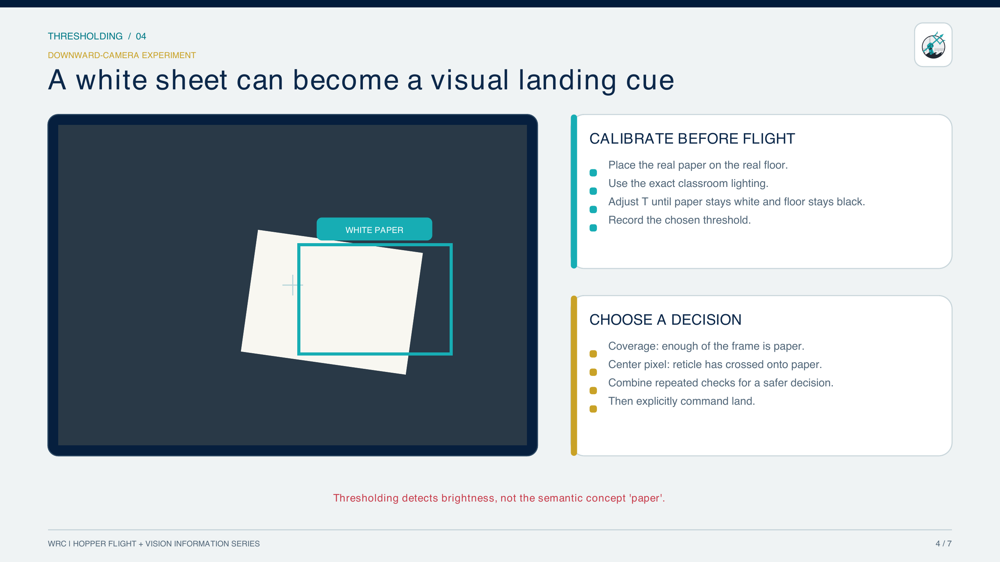 THRESHOLDING / 04
DOWNWARD-CAMERA EXPERIMENT
A white sheet can become a visual landing cue
WHITE PAPER
CALIBRATE BEFORE FLIGHT
Place the real paper on the real floor.
Use the exact classroom lighting.
Adjust T until paper stays white and floor stays black.
Record the chosen threshold.
CHOOSE A DECISION
Coverage: enough of the frame is paper.
Center pixel: reticle has crossed onto paper.
Combine repeated checks for a safer decision.
Then explicitly command land.
Thresholding detects brightness, not the semantic concept 'paper'.
WRC | HOPPER FLIGHT + VISION INFORMATION SERIES
4 / 7